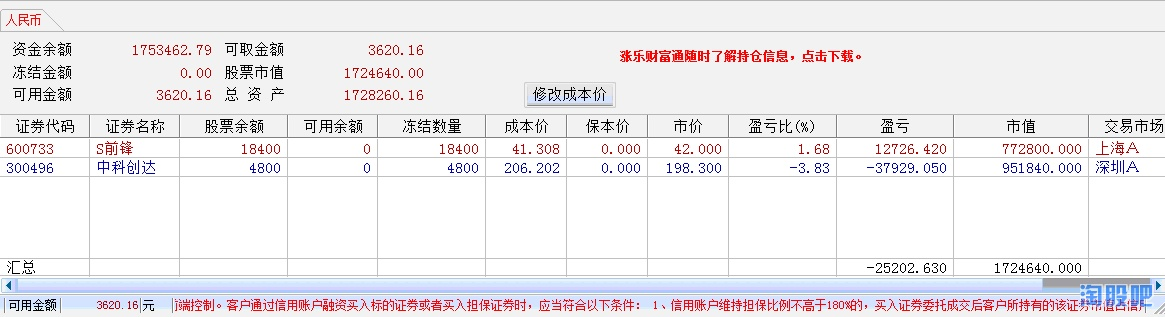 人民币
资金余额 1753462.79 可取金额 3620.16
涨乐财富通随时了解持仓信息，点击下载。
冻结金额 0.00 股票市值 1724640.00
可用金额 3620.16 总 资 产 1728260.16
修改成本价
证券代码 证券名称 股票余额 可用余额 冻结数量 成本价 保本价 市价 盈亏比(%) 盈亏 市值 交易市场
600733 S前锋 18400 0 18400 41.308 0.000 42.000 1.68 12726.420 772800.000 上海A
300496 中科创达 4800 0 4800 206.202 0.000 198.300 -3.83 -37929.050 951840.000 深圳A
汇总 -25202.630 1724640.000
可用金额 3620.16 元 前端控制。客户通过信用账户融资买入标的证券或者买入担保证券时，应当符合以下条件： 1、信用账户维持担保比例不高于180%的，买入证券委托成交后客户所持有的该证券市值占信用
淘股吧